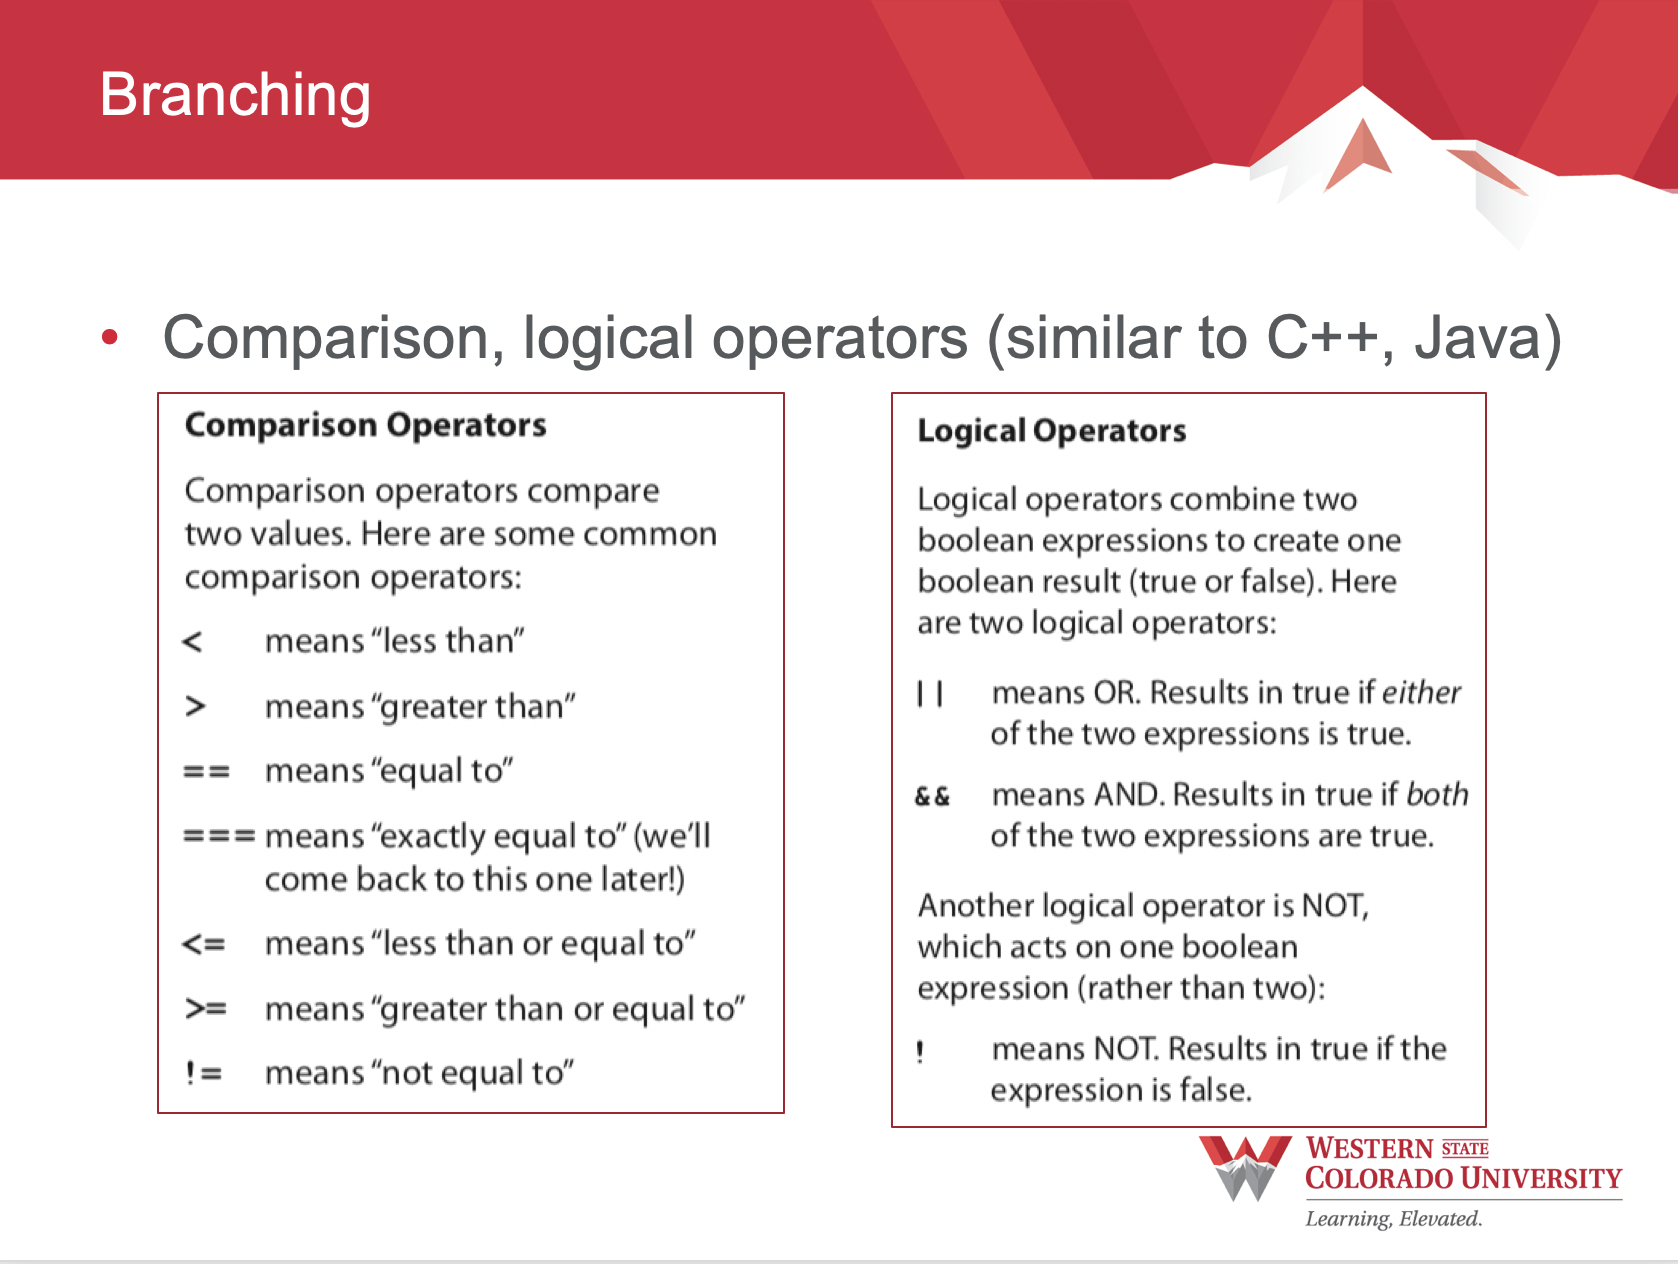 Branching
• Comparison, logical operators (similar to C++, Java)
Comparison Operators
Comparison operators compare
two values. Here are some common
comparison operators:
< means “less than”
> means “greater than”
== means “equal to”
=== means “exactly equal to” (we’ll
come back to this one later!)
<= means “less than or equal to”
>= means “greater than or equal to”
!= means “not equal to”
Logical Operators
Logical operators combine two
boolean expressions to create one
boolean result (true or false). Here
are two logical operators:
|| means OR. Results in true if either
of the two expressions is true.
&& means AND. Results in true if both
of the two expressions are true.
Another logical operator is NOT,
which acts on one boolean
expression (rather than two):
! means NOT. Results in true if the
expression is false.
WESTERN STATE
COLORADO UNIVERSITY
Learning, Elevated.